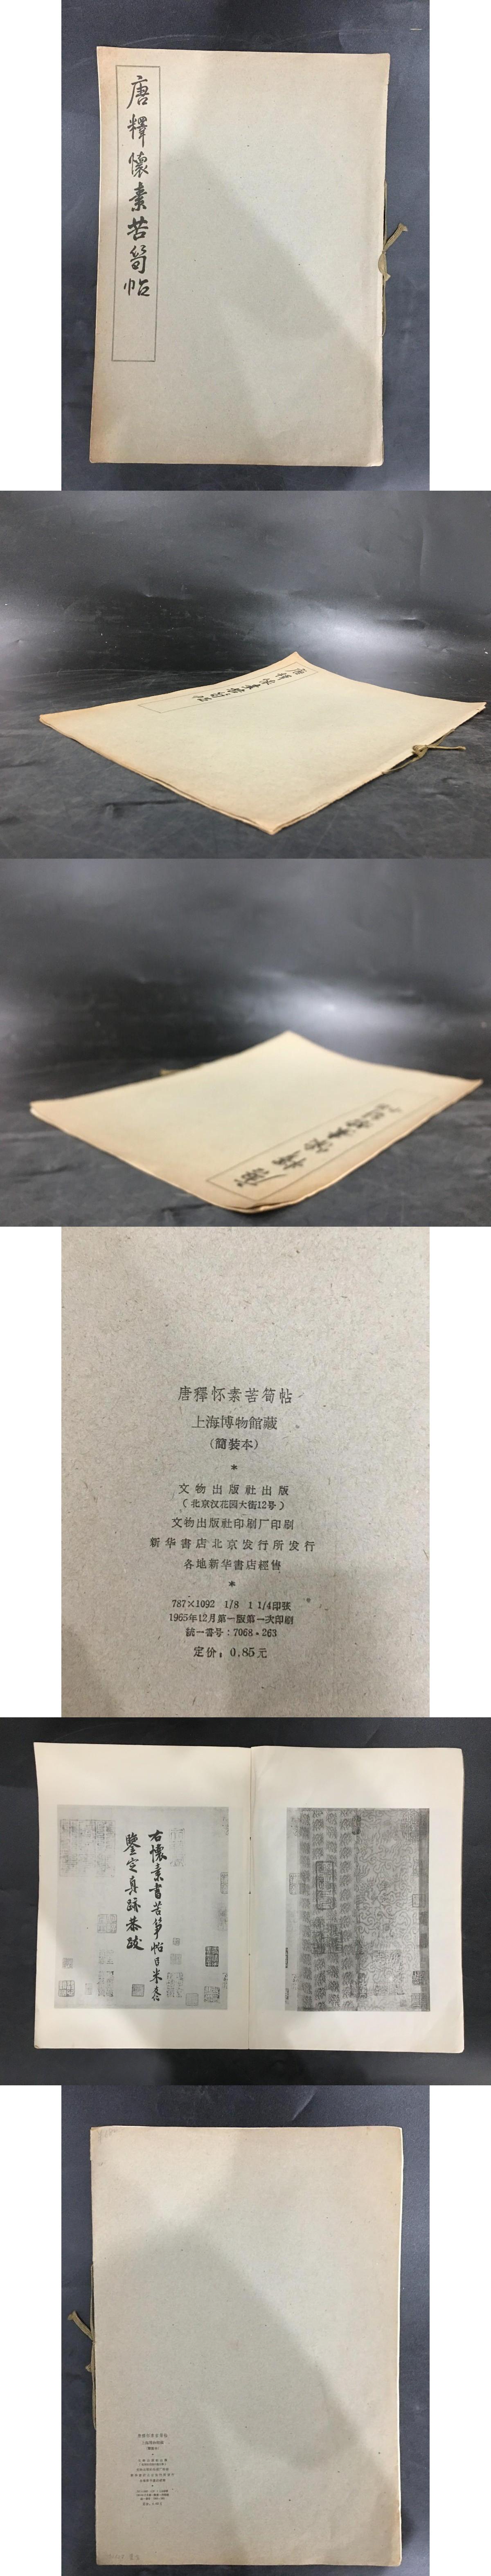 唐釋懷素苦筍帖
唐釋怀素苦筍帖
上海博物館藏
(簡装本)
*
文物出版社出版
(北京汉花园大街12号)
文物出版社印刷厂印刷
新华書店北京发行所发行
各地新华書店經售
*
787×1092 1/8 1 1/4印张
1965年12月第一版第一次印刷
統一書号:7068·263
定价:0.85元
右懷素書苦筍帖臣米友仁
鑒定真跡恭跋